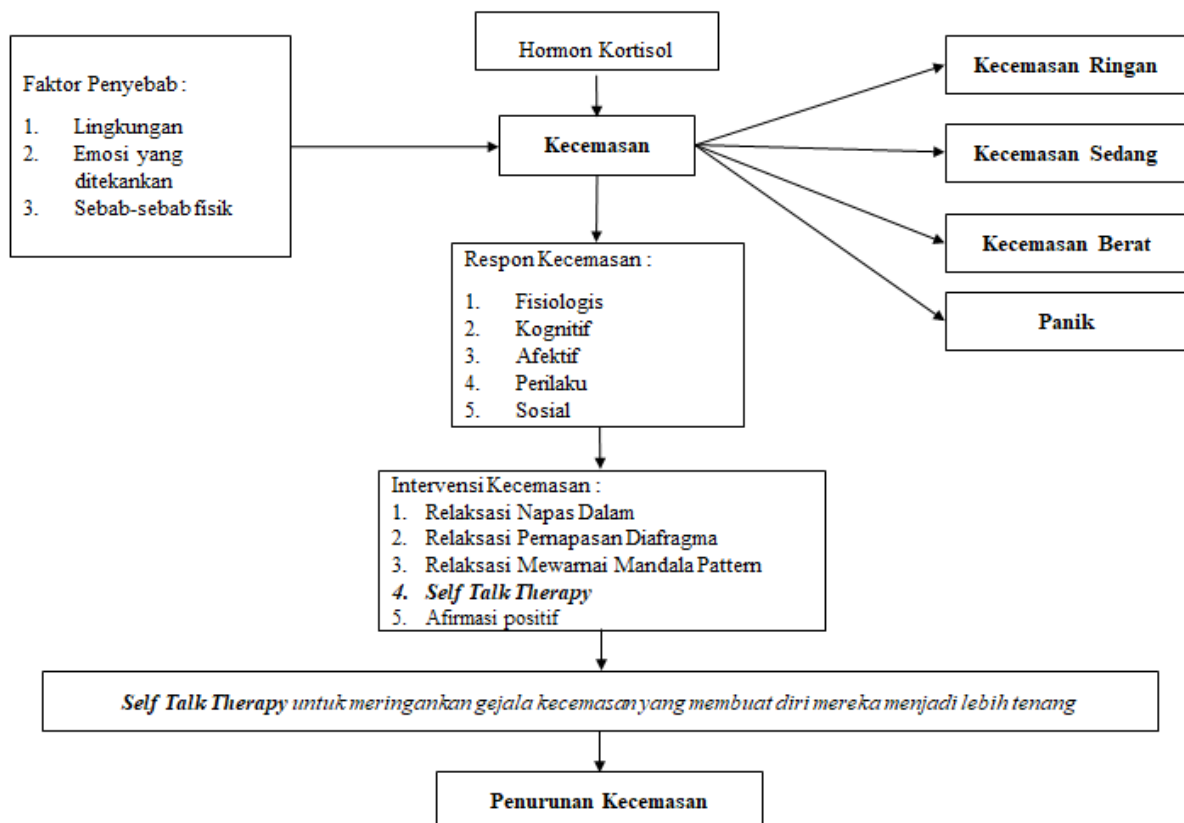 Hormon Kortisol
Faktor Penyebab :
1. Lingkungan
2. Emosi yang
ditekankan
3. Sebab-sebab fisik
Kecemasan
Kecemasan Ringan
Kecemasan Sedang
Kecemasan Berat
Panik
Respon Kecemasan :
1. Fisiologis
2. Kognitif
3. Afektif
4. Perilaku
5. Sosial
Intervensi Kecemasan :
1. Relaksasi Napas Dalam
2. Relaksasi Pernapasan Diafragma
3. Relaksasi Mewarnai Mandala Pattern
4. Self Talk Therapy
5. Afirmasi positif
Self Talk Therapy untuk meringankan gejala kecemasan yang membuat diri mereka menjadi lebih tenang
Penurunan Kecemasan